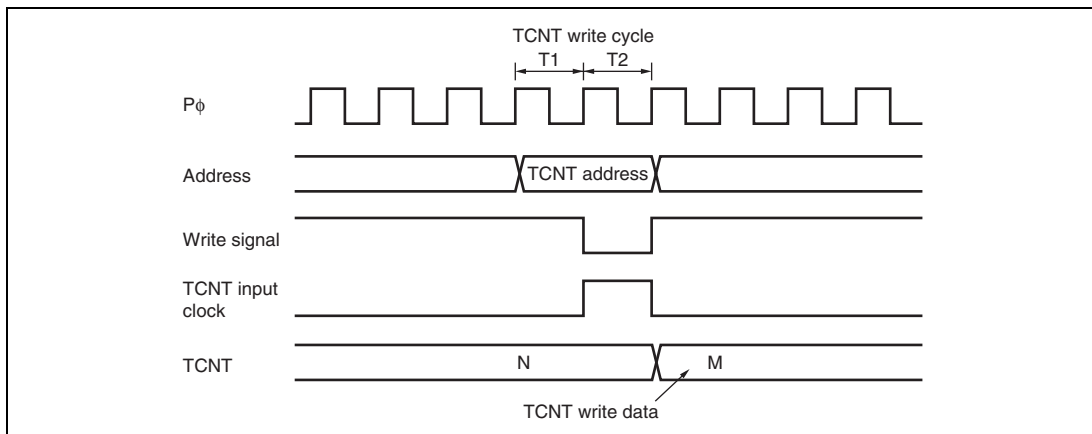 TCNT write cycle
T1 T2
Pϕ
Address
TCNT address
Write signal
TCNT input
clock
TCNT
N
M
TCNT write data